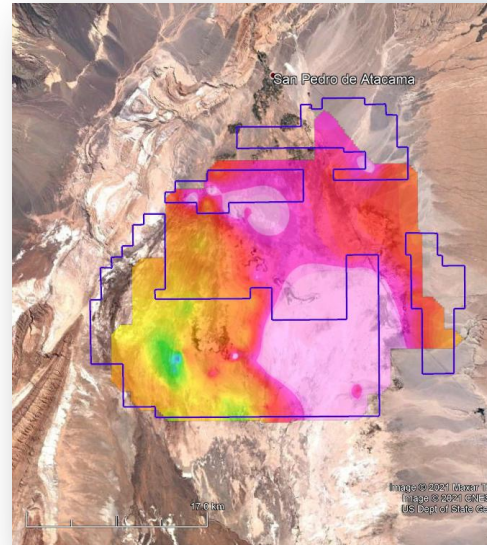 San Pedro de Atacama
17.0 km
Image © 2021 Maxar T
Image © 2021 CNES
US Dept of State Ge